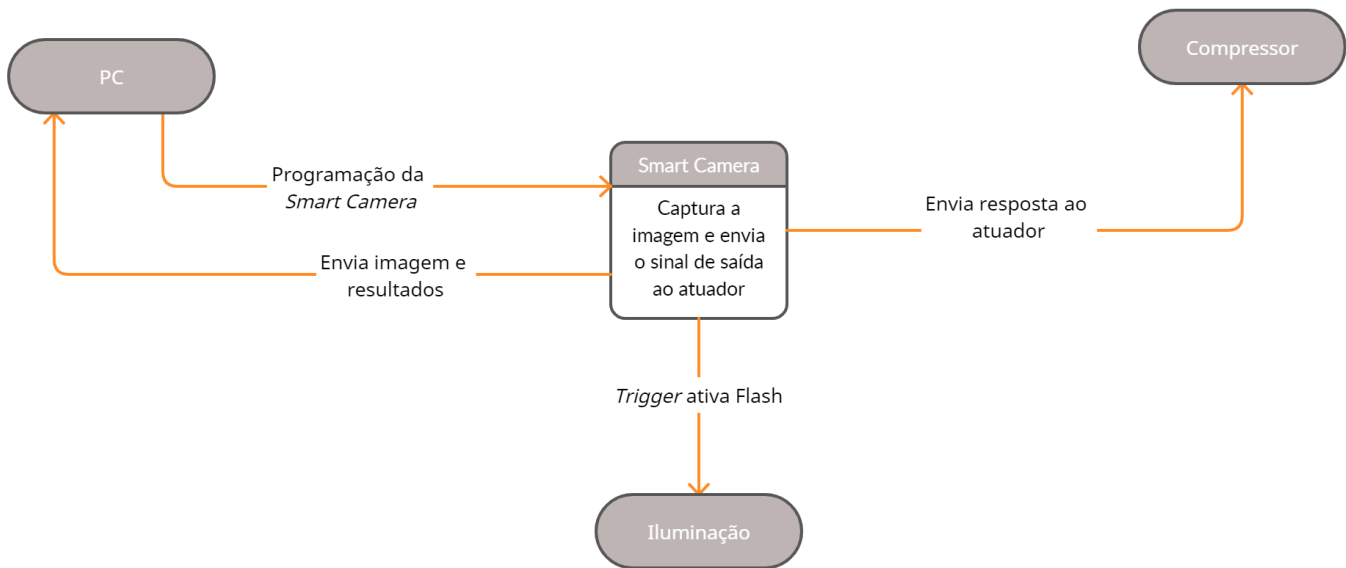 Compressor
PC
Smart Camera
Programação da
Smart Camera
Captura a
imagem e envia
o sinal de saída
ao atuador
Envia resposta ao
atuador
Envia imagem e
resultados
Trigger ativa Flash
Iluminação